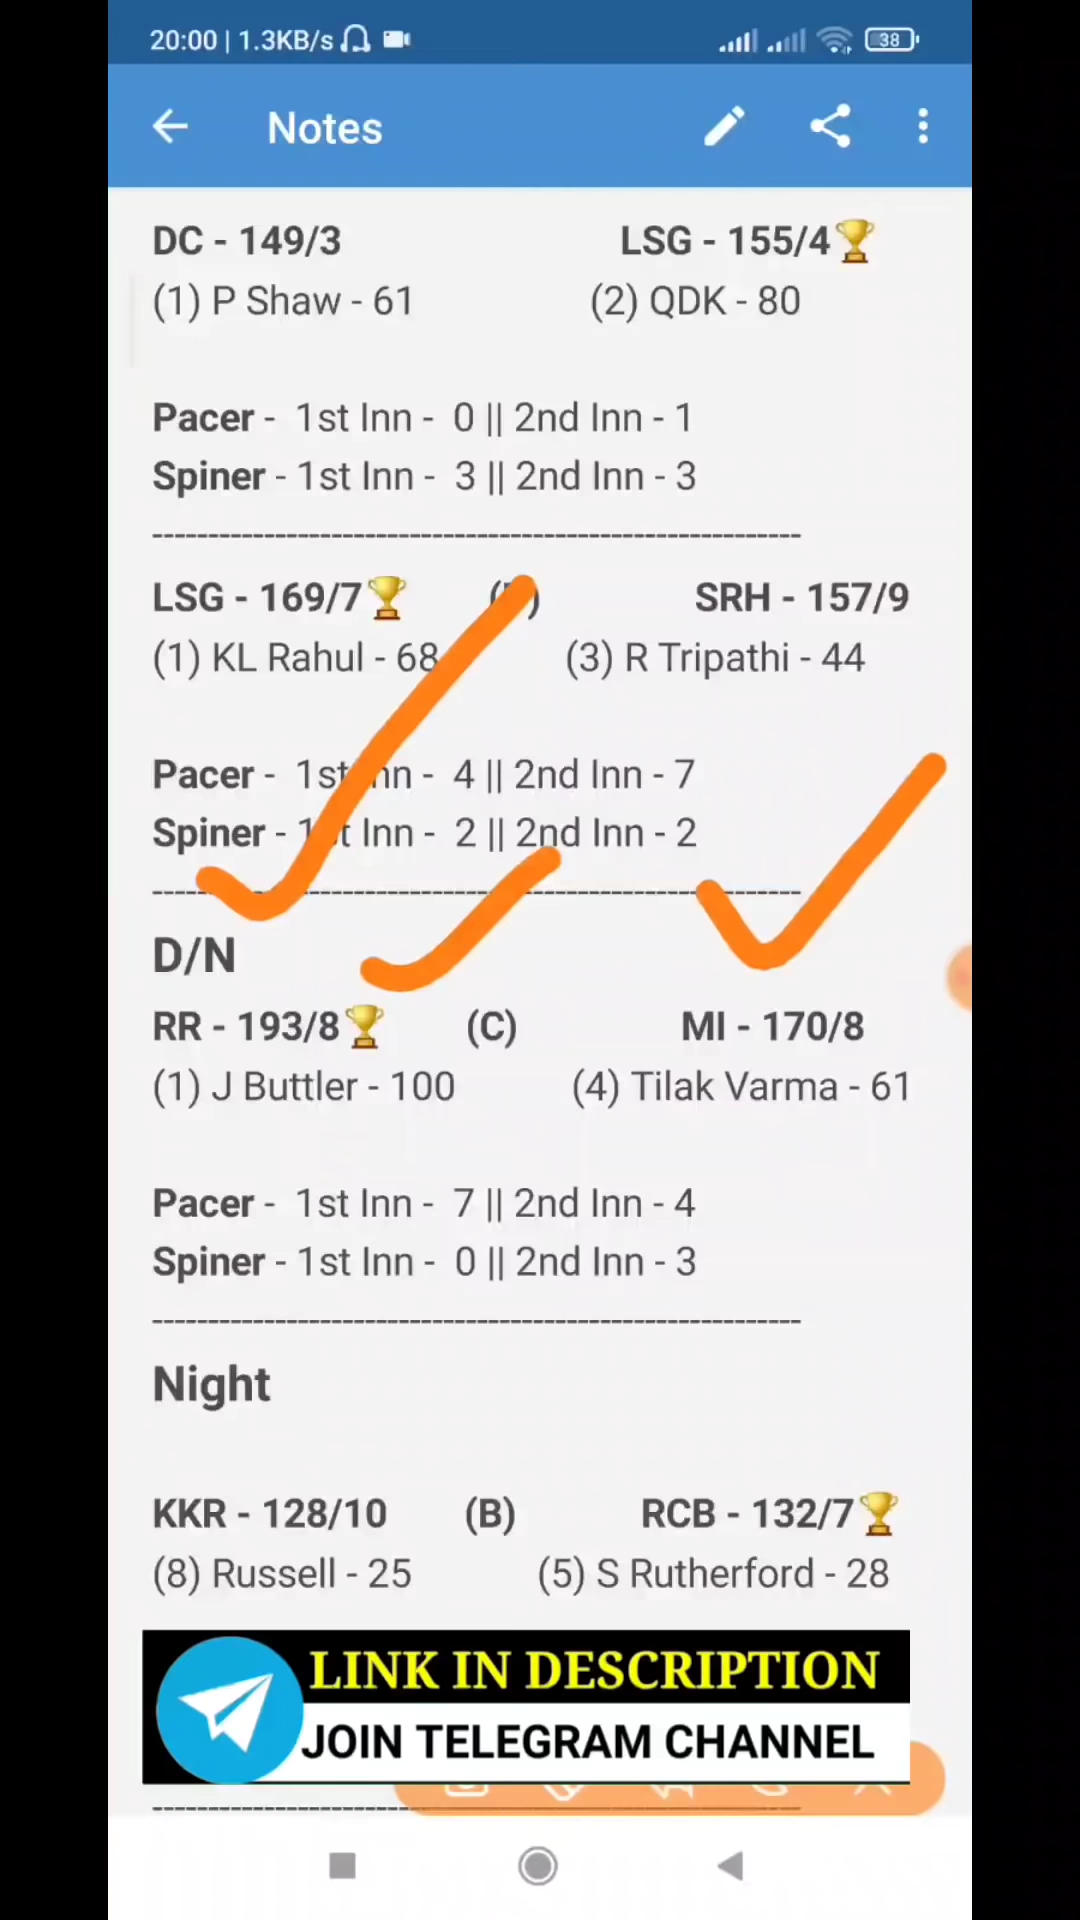 20:00 | 1.3KB/s 38
Notes
DC - 149/3 LSG - 155/4🏆
(1) P Shaw - 61 (2) QDK - 80
Pacer - 1st Inn - 0 || 2nd Inn - 1
Spiner - 1st Inn - 3 || 2nd Inn - 3
----------------------------------------------------------
LSG - 169/7🏆 SRH - 157/9
(1) KL Rahul - 68 (3) R Tripathi - 44
Pacer - 1st Inn - 4 || 2nd Inn - 7
Spiner - 1st Inn - 2 || 2nd Inn - 2
----------------------------------------------------------
D/N
RR - 193/8🏆 (C) MI - 170/8
(1) J Buttler - 100 (4) Tilak Varma - 61
Pacer - 1st Inn - 7 || 2nd Inn - 4
Spiner - 1st Inn - 0 || 2nd Inn - 3
----------------------------------------------------------
Night
KKR - 128/10 (B) RCB - 132/7🏆
(8) Russell - 25 (5) S Rutherford - 28
LINK IN DESCRIPTION
JOIN TELEGRAM CHANNEL
----------------------------------------------------------